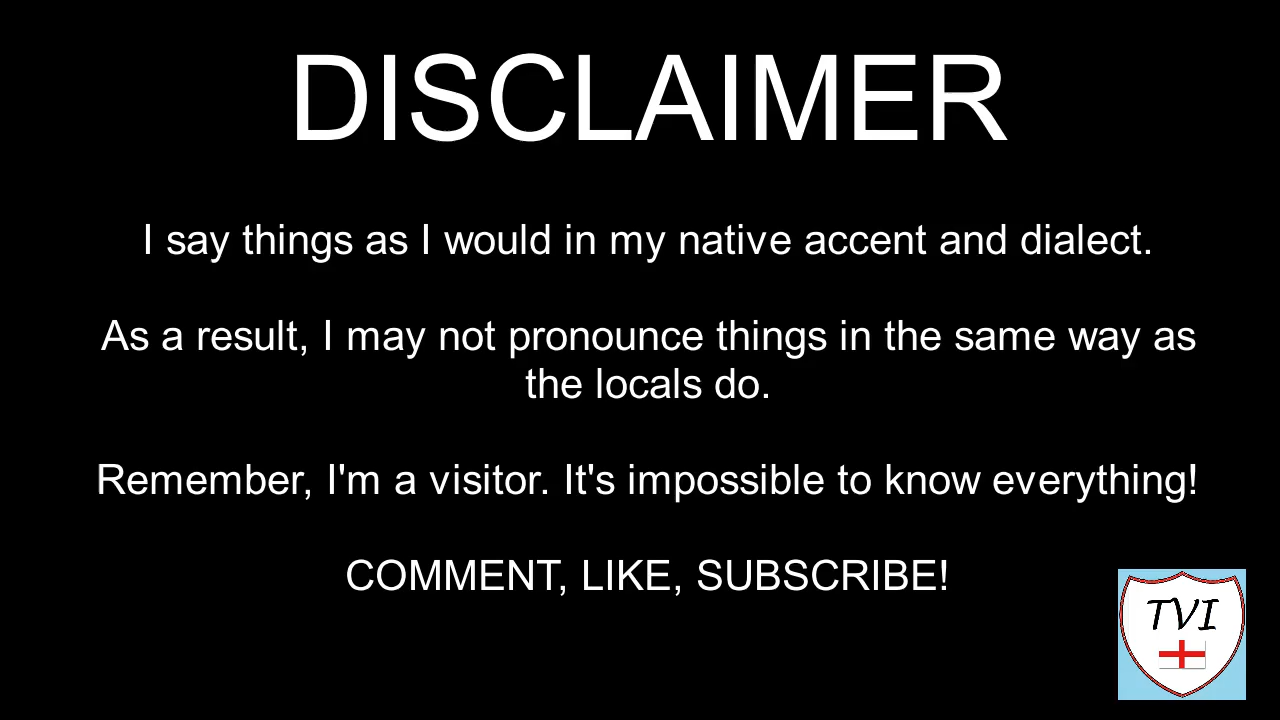 DISCLAIMER
I say things as I would in my native accent and dialect.
As a result, I may not pronounce things in the same way as
the locals do.
Remember, I'm a visitor. It's impossible to know everything!
COMMENT, LIKE, SUBSCRIBE!
TVI